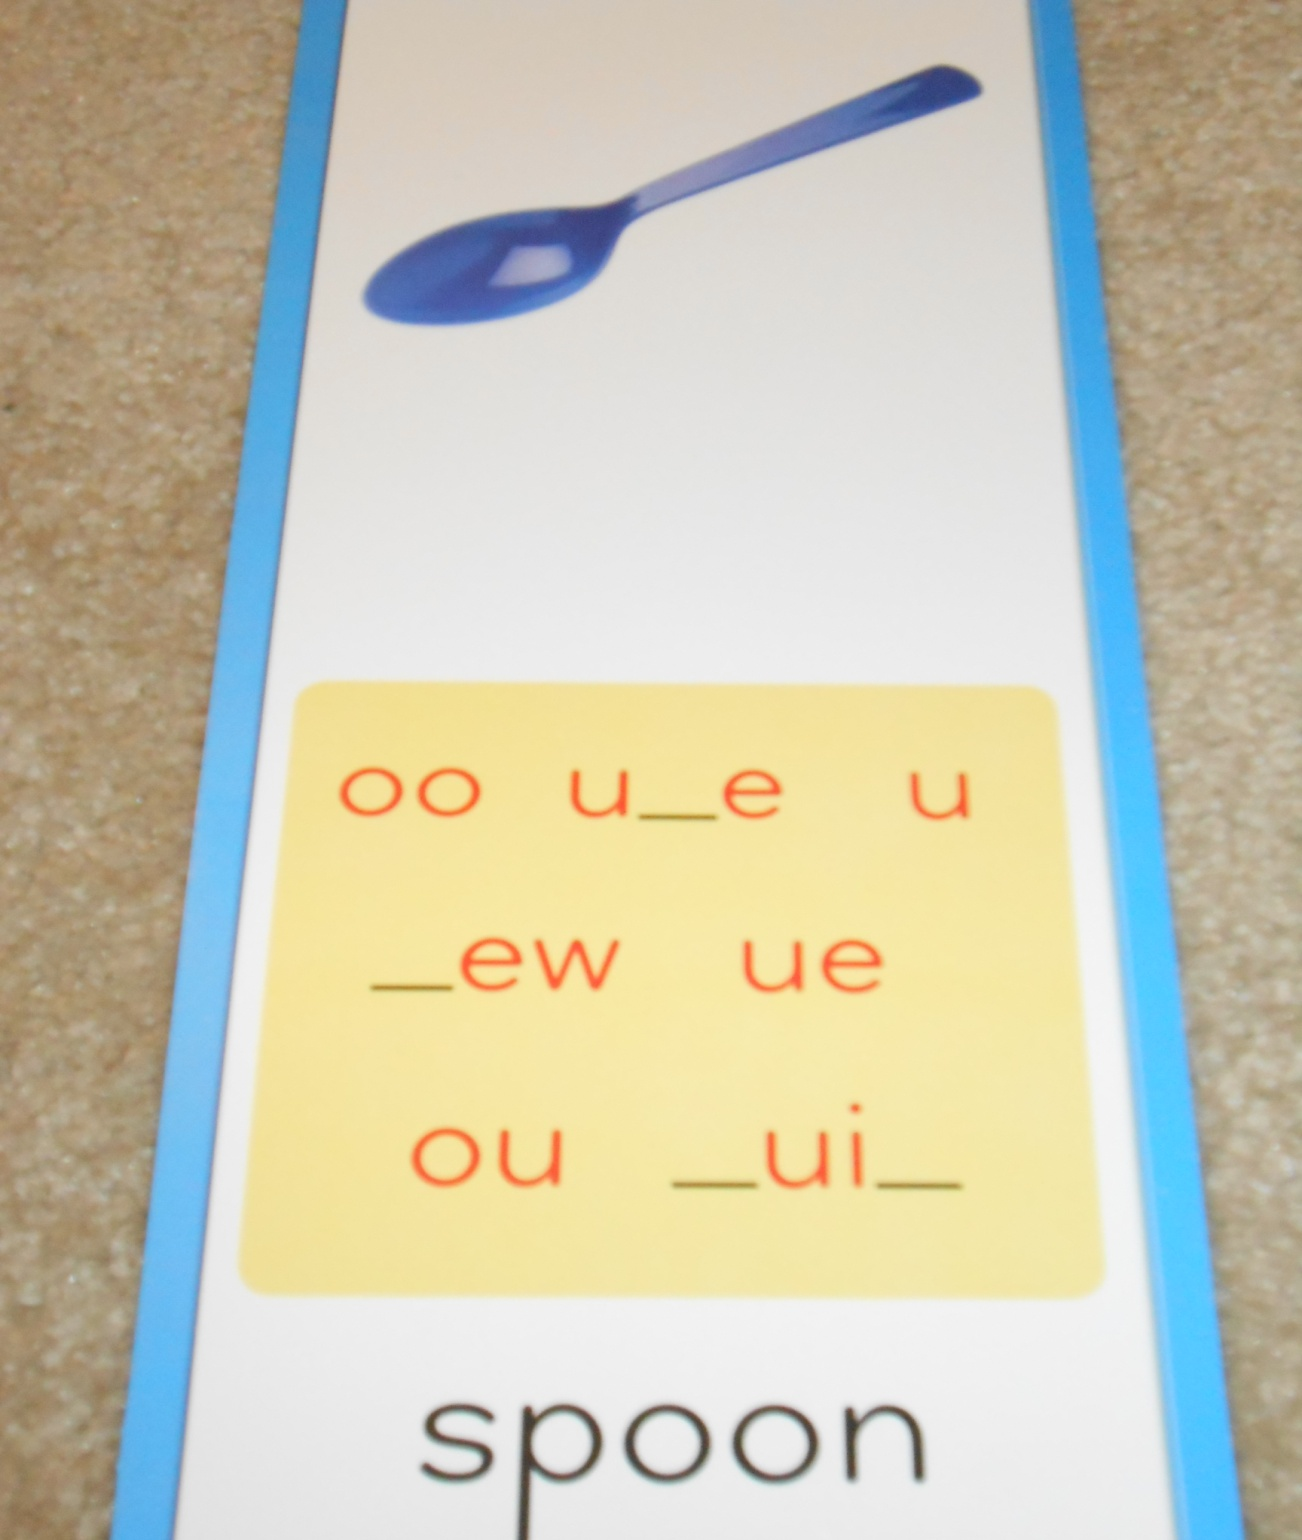 oo u_e u
_ew ue
ou _ui_
spoon